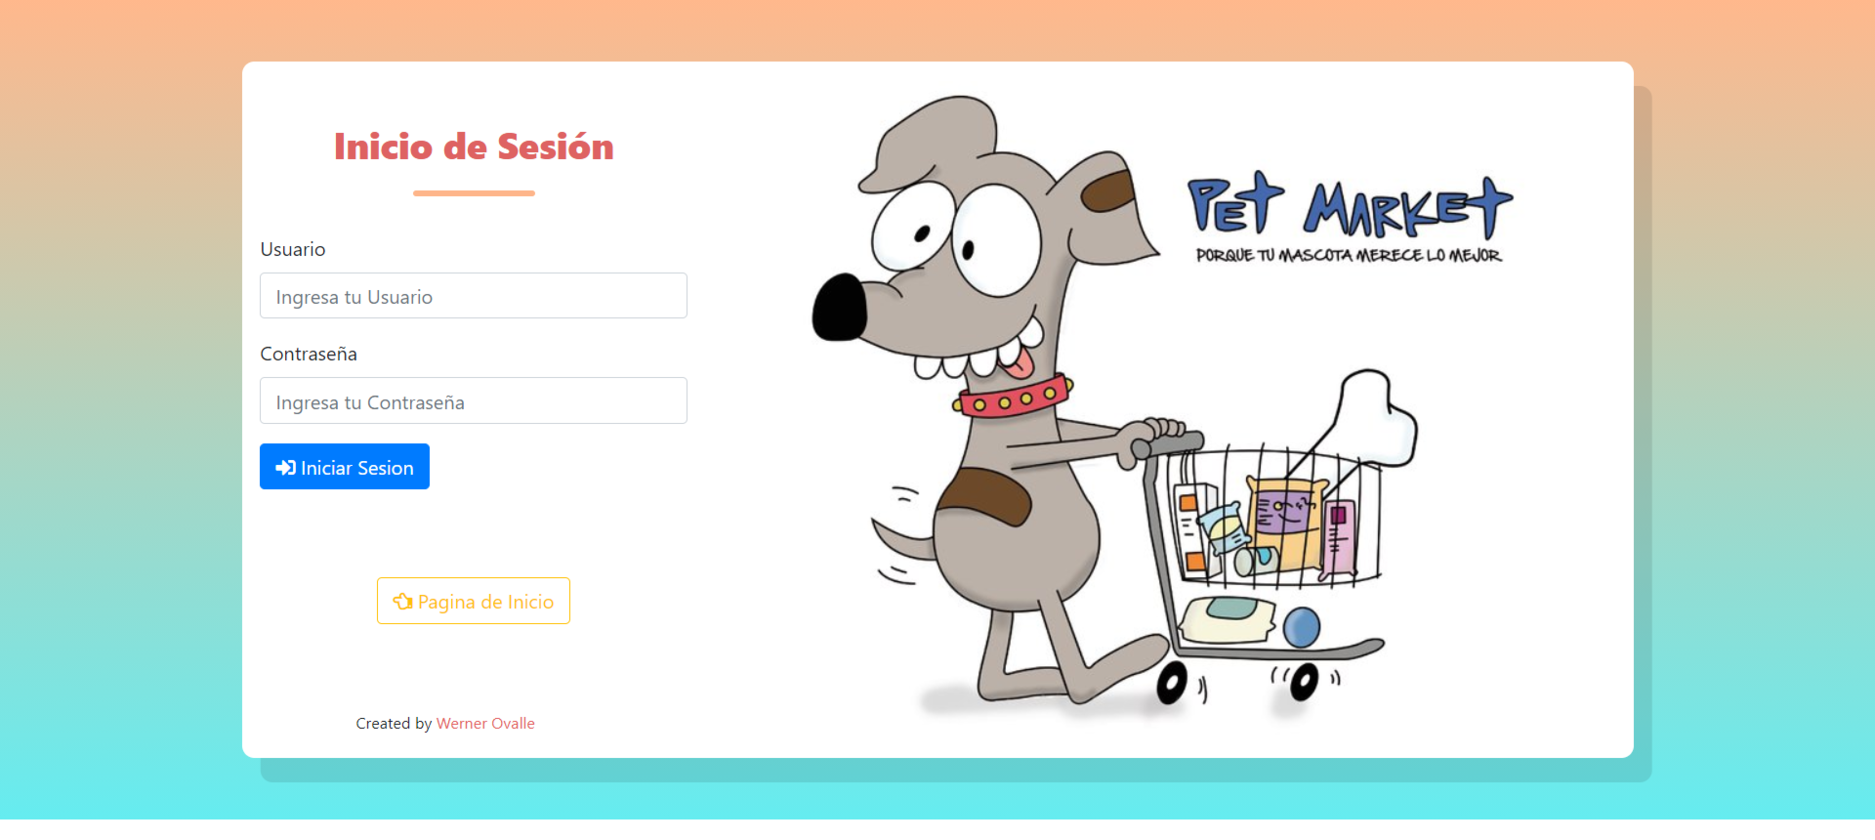 Inicio de Sesión
Usuario
Ingresa tu Usuario
Contraseña
Ingresa tu Contraseña
Iniciar Sesion
Pagina de Inicio
Created by Werner Ovalle
PET MARKET
PORQUE TU MASCOTA MERECE LO MEJOR